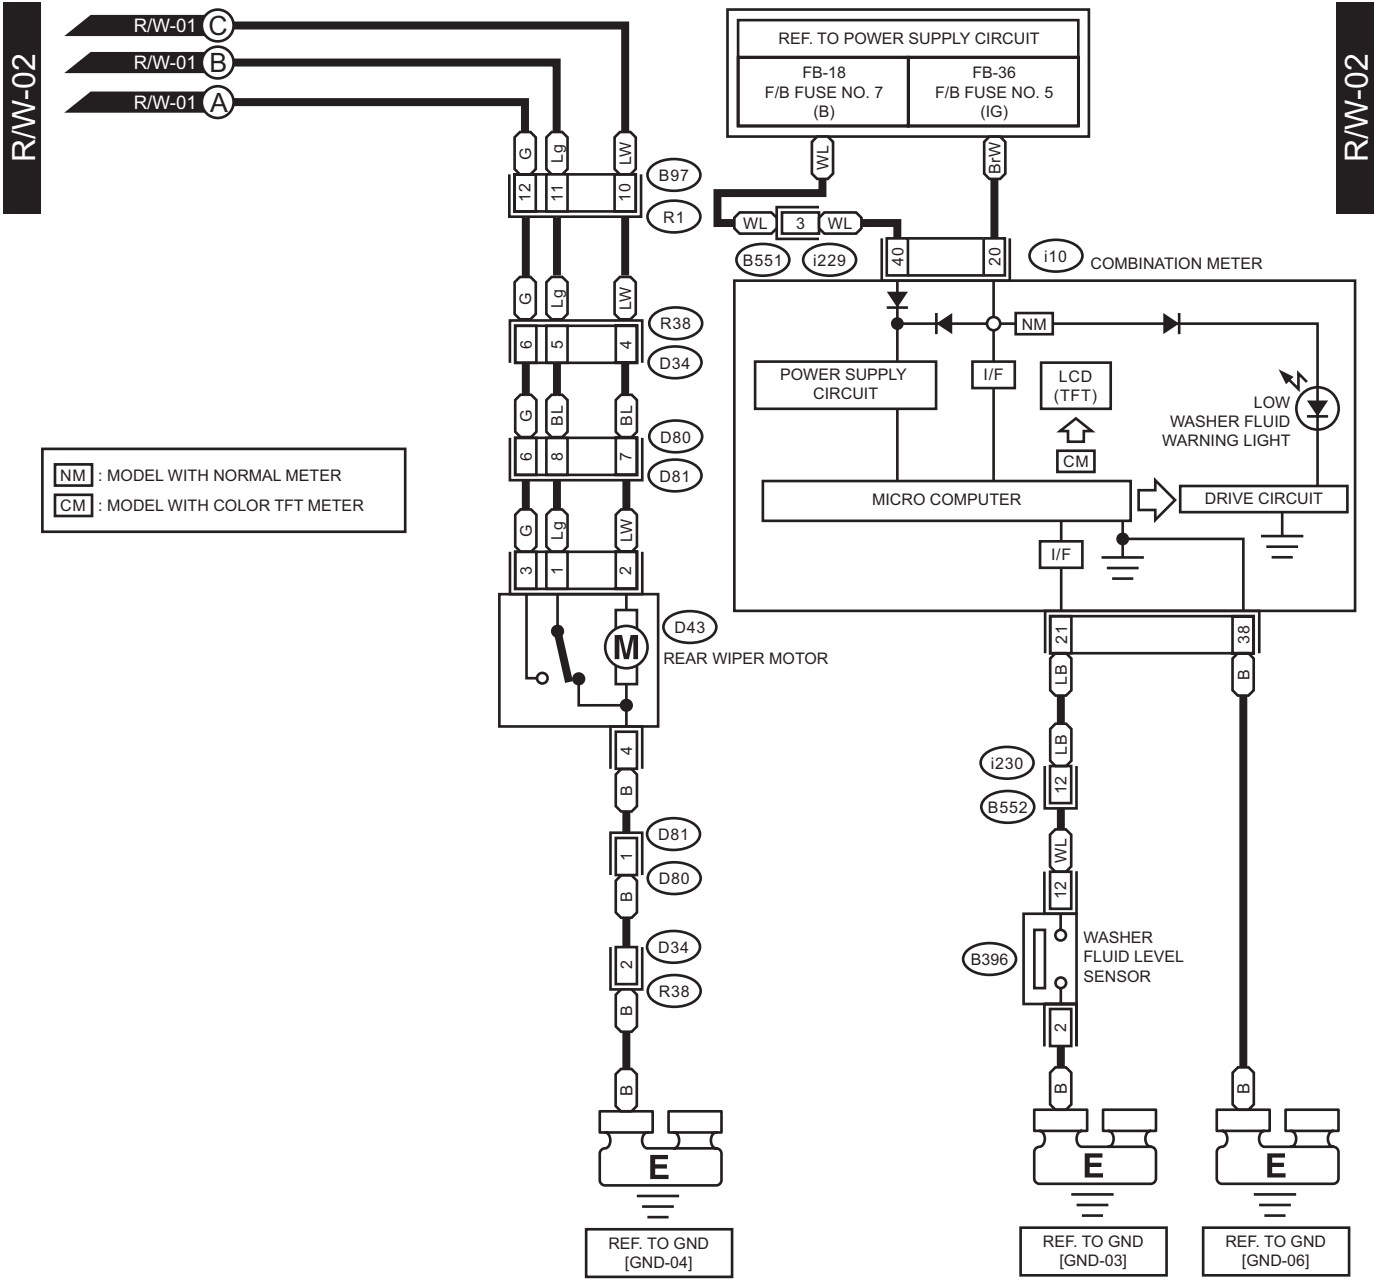 R/W-02
R/W-01 C
R/W-01 B
R/W-01 A
G Lg LW
12 11 10
B97
R1
G Lg LW
R38
6 5 4
D34
G BL BL
D80
6 8 7
D81
G Lg LW
3 1 2
D43
M
REAR WIPER MOTOR
4
B
D81
1
D80
B
D34
2
R38
B
B
E
REF. TO GND
[GND-04]
NM : MODEL WITH NORMAL METER
CM : MODEL WITH COLOR TFT METER
REF. TO POWER SUPPLY CIRCUIT
FB-18
F/B FUSE NO. 7
(B)
FB-36
F/B FUSE NO. 5
(IG)
WL BrW
WL 3 WL
B551 i229
40 20
i10
COMBINATION METER
NM
POWER SUPPLY
CIRCUIT
I/F
LCD
(TFT)
CM
LOW
WASHER FLUID
WARNING LIGHT
MICRO COMPUTER
DRIVE CIRCUIT
I/F
21 38
LB B
LB
i230
12
B552
WL
12
B396
WASHER
FLUID LEVEL
SENSOR
2
B B
E E
REF. TO GND
[GND-03]
REF. TO GND
[GND-06]
R/W-02